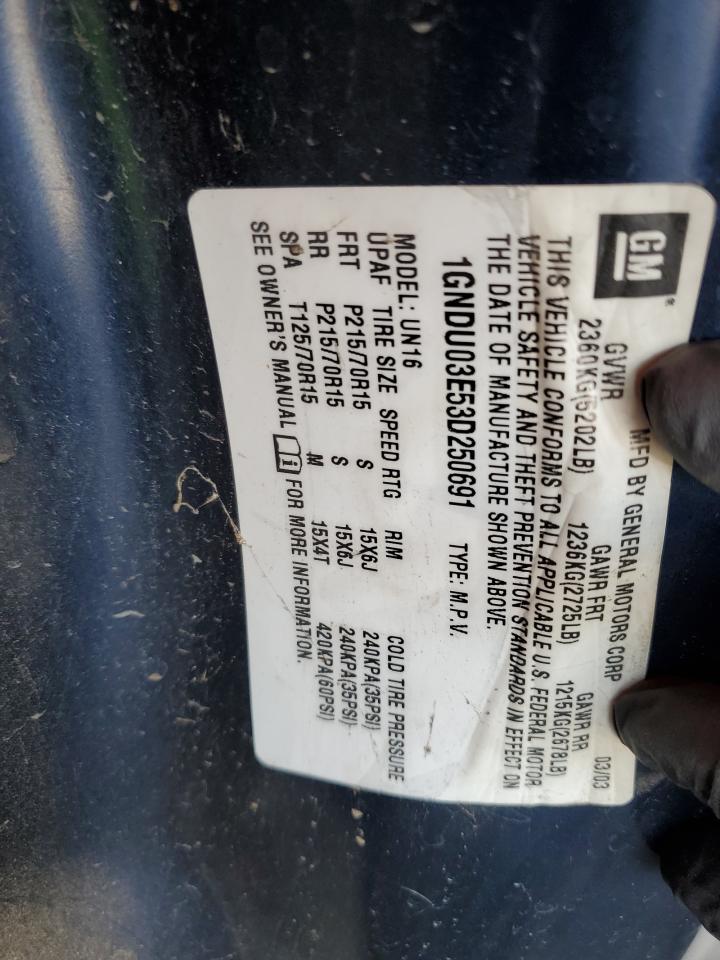 GM®
MFD BY GENERAL MOTORS CORP 03/03
GVWR GAWR FRT GAWR RR
2360KG(5202LB) 1236KG(2725LB) 1215KG(2678LB)
THIS VEHICLE CONFORMS TO ALL APPLICABLE U.S. FEDERAL MOTOR
VEHICLE SAFETY AND THEFT PREVENTION STANDARDS IN EFFECT ON
THE DATE OF MANUFACTURE SHOWN ABOVE.
1GNDU03E53D250691 TYPE: M.P.V.
MODEL: UN16
UPAF TIRE SIZE SPEED RTG RIM COLD TIRE PRESSURE
FRT P215/70R15 S 15X6J 240KPA(35PSI)
RR P215/70R15 S 15X6J 240KPA(35PSI)
SPA T125/70R15 M 15X4T 420KPA(60PSI)
SEE OWNER'S MANUAL FOR MORE INFORMATION.